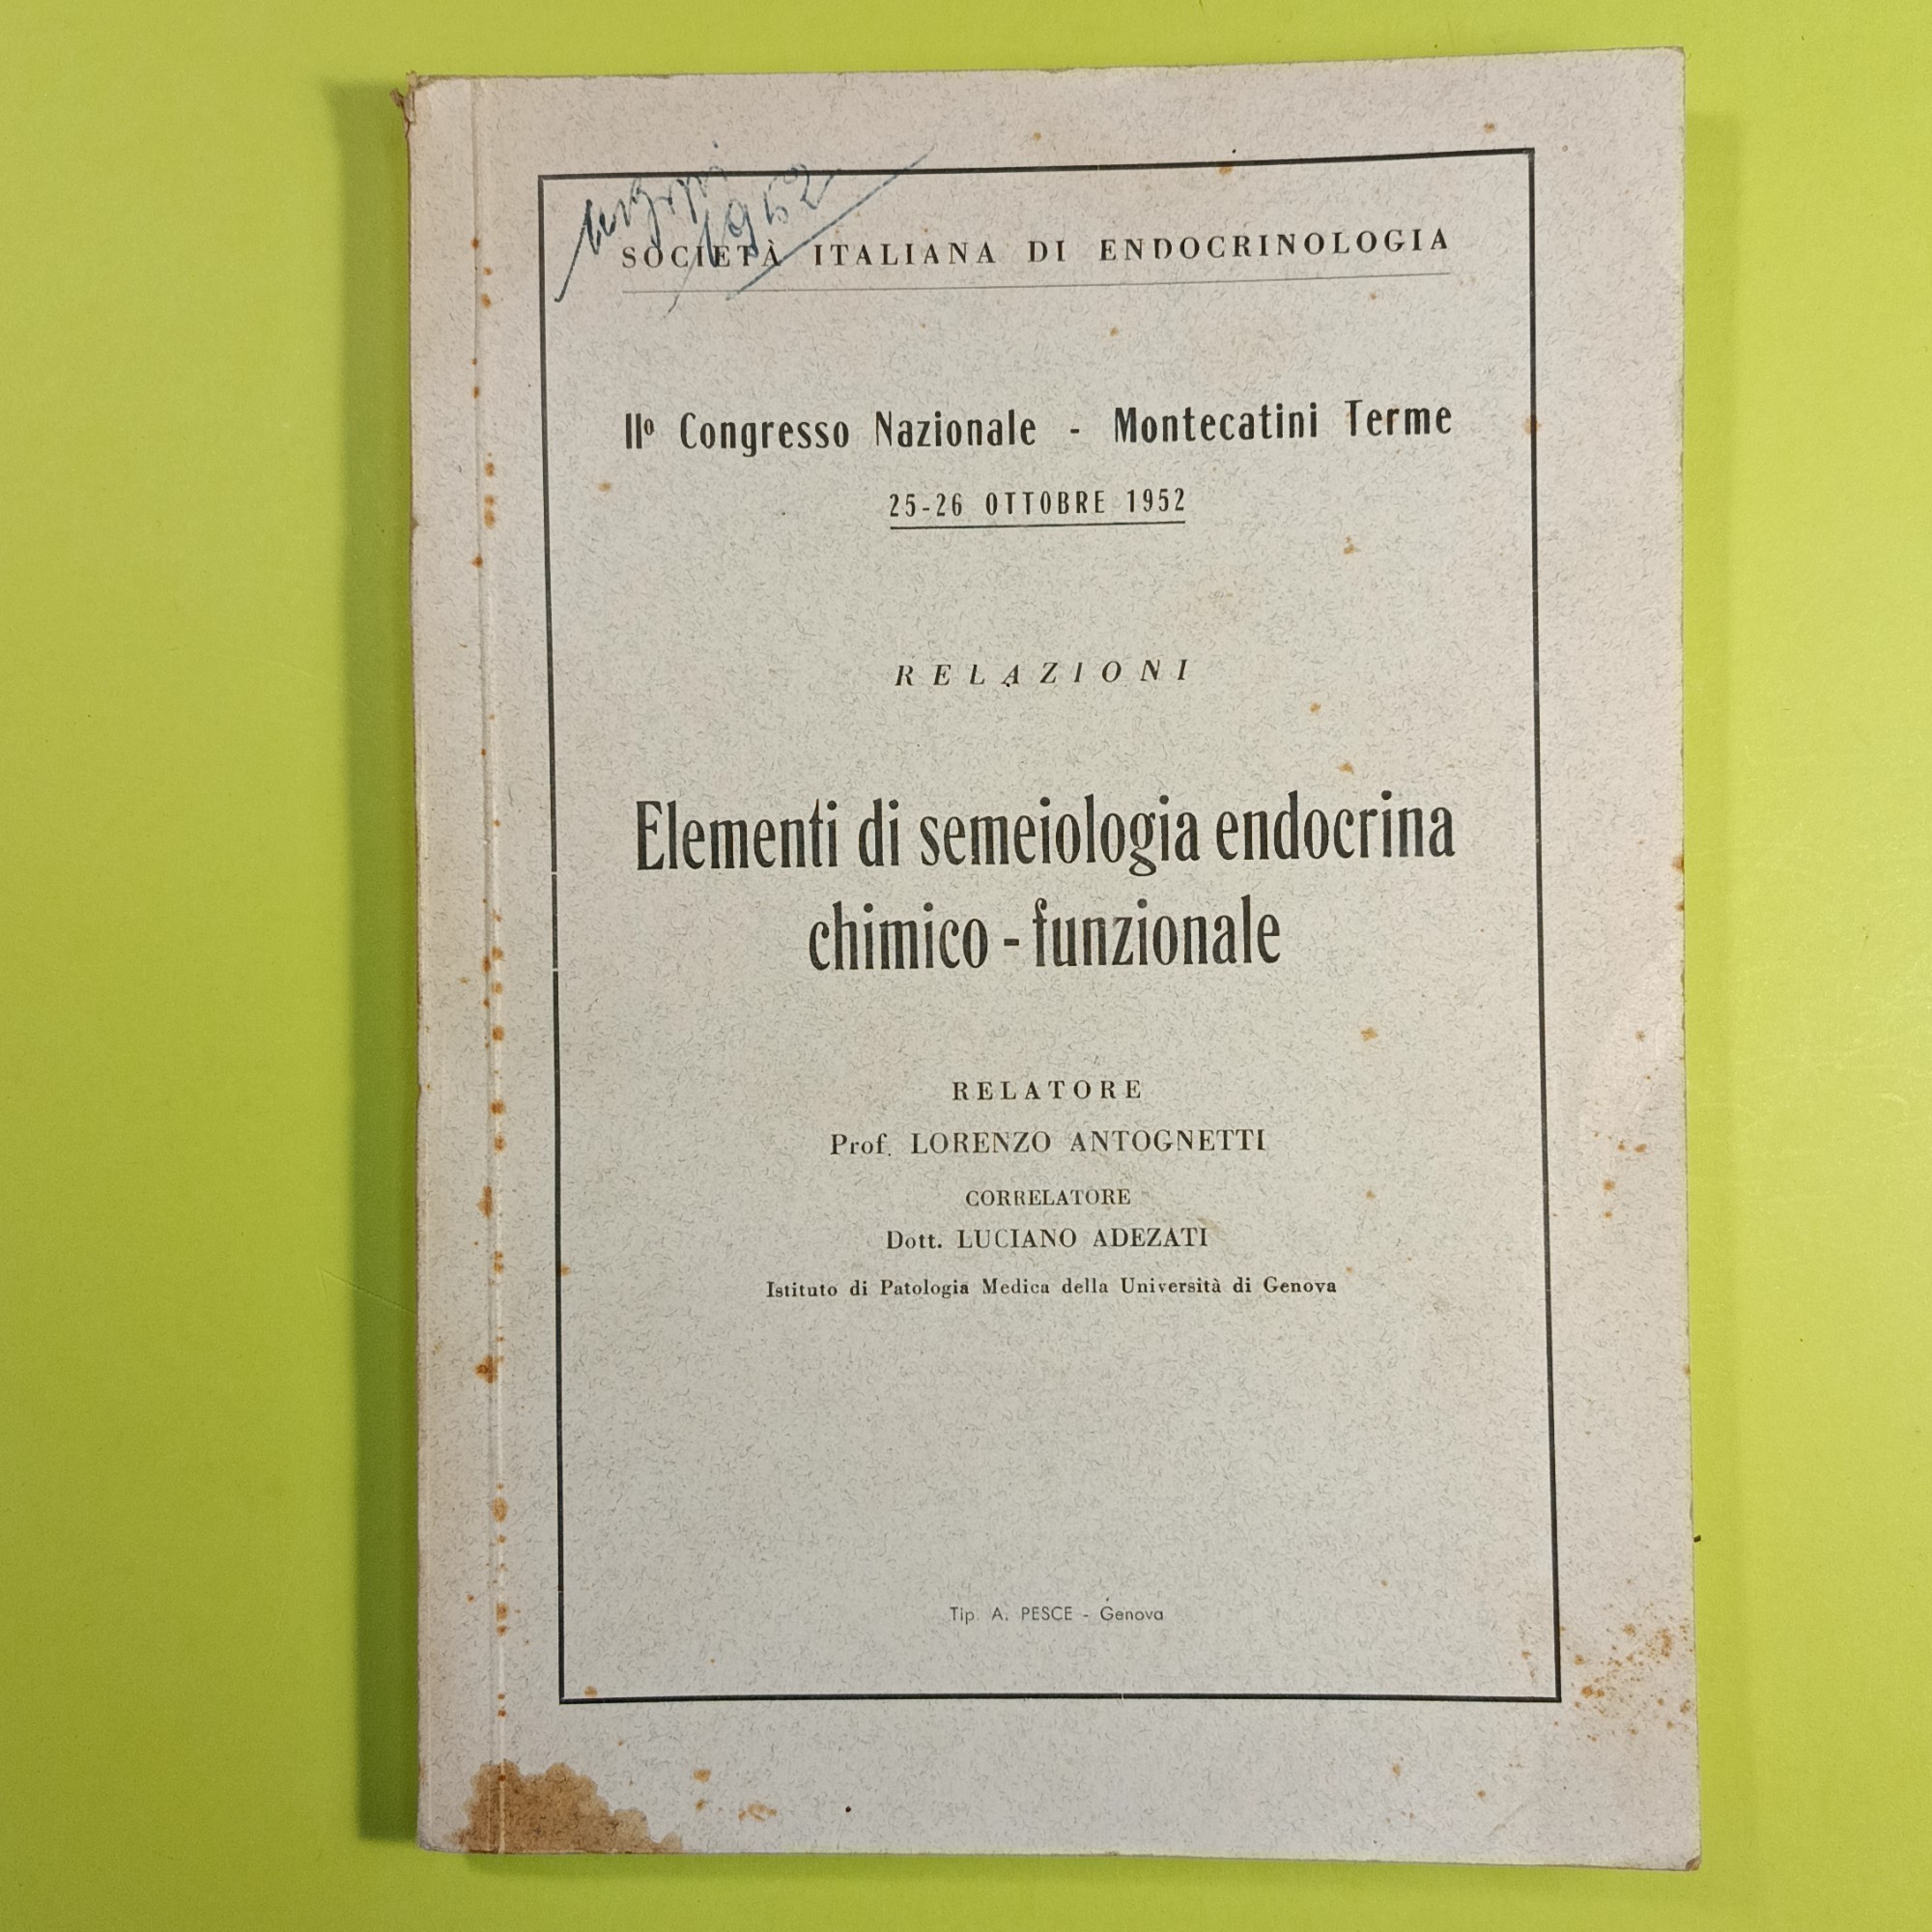 1952
SOCIETÀ ITALIANA DI ENDOCRINOLOGIA
IIº Congresso Nazionale - Montecatini Terme
25-26 OTTOBRE 1952
RELAZIONI
Elementi di semeiologia endocrina
chimico - funzionale
RELATORE
Prof. LORENZO ANTOGNETTI
CORRELATORE
Dott. LUCIANO ADEZATI
Istituto di Patologia Medica della Università di Genova
Tip. A. PESCE - Genova